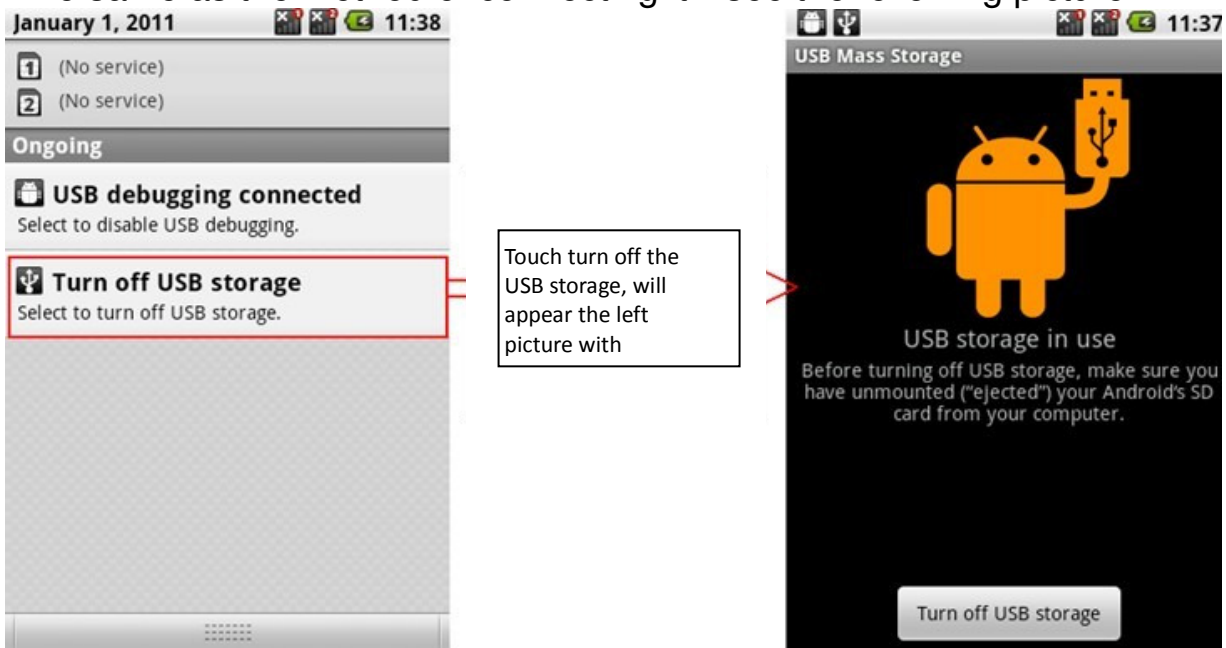 January 1, 2011 11:38
1 (No service)
2 (No service)
Ongoing
USB debugging connected
Select to disable USB debugging.
Turn off USB storage
Select to turn off USB storage.
Touch turn off the
USB storage, will
appear the left
picture with
11:37
USB Mass Storage
USB storage in use
Before turning off USB storage, make sure you
have unmounted (“ejected”) your Android's SD
card from your computer.
Turn off USB storage